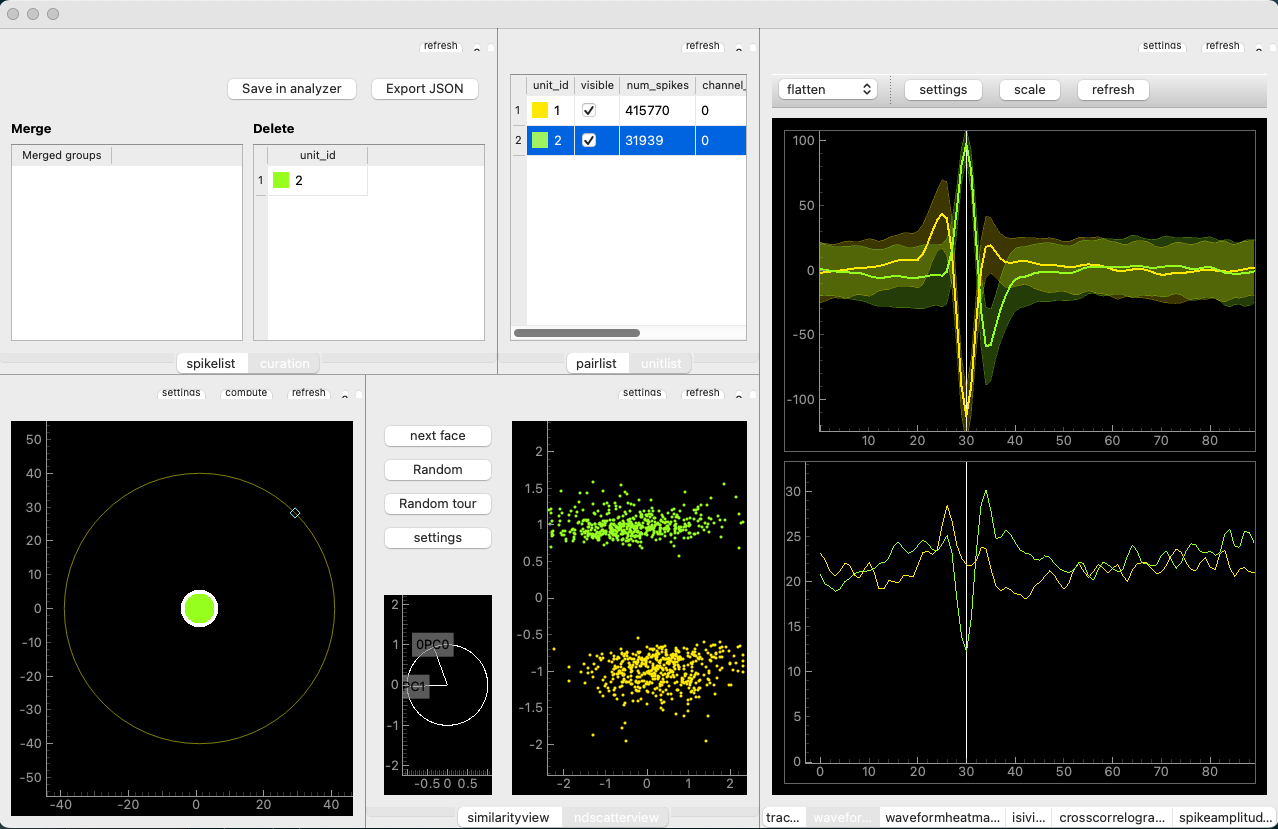 refresh
Save in analyzer
Export JSON
Merge
Delete
Merged groups
unit_id
1
2
spikelist
curation
refresh
unit_id
visible
num_spikes
channel_
1
1
415770
0
2
2
31939
0
pairlist
unitlist
settings
refresh
flatten
settings
scale
refresh
100
50
0
-50
-100
10
20
30
40
50
60
70
80
30
25
20
15
10
5
0
0
10
20
30
40
50
60
70
80
trac...
wavefor...
waveformheatma...
isivi...
crosscorrelogra...
spikeamplitud...
settings
compute
refresh
50
40
30
20
10
0
-10
-20
-30
-40
-50
-40
-20
0
20
40
settings
refresh
next face
Random
Random tour
settings
2
1
0
-1
-2
0PC0
C1
-0.5
0
0.5
2
1.5
1
0.5
0
-0.5
-1
-1.5
-2
-2
-1
0
1
2
similarityview
ndscatterview